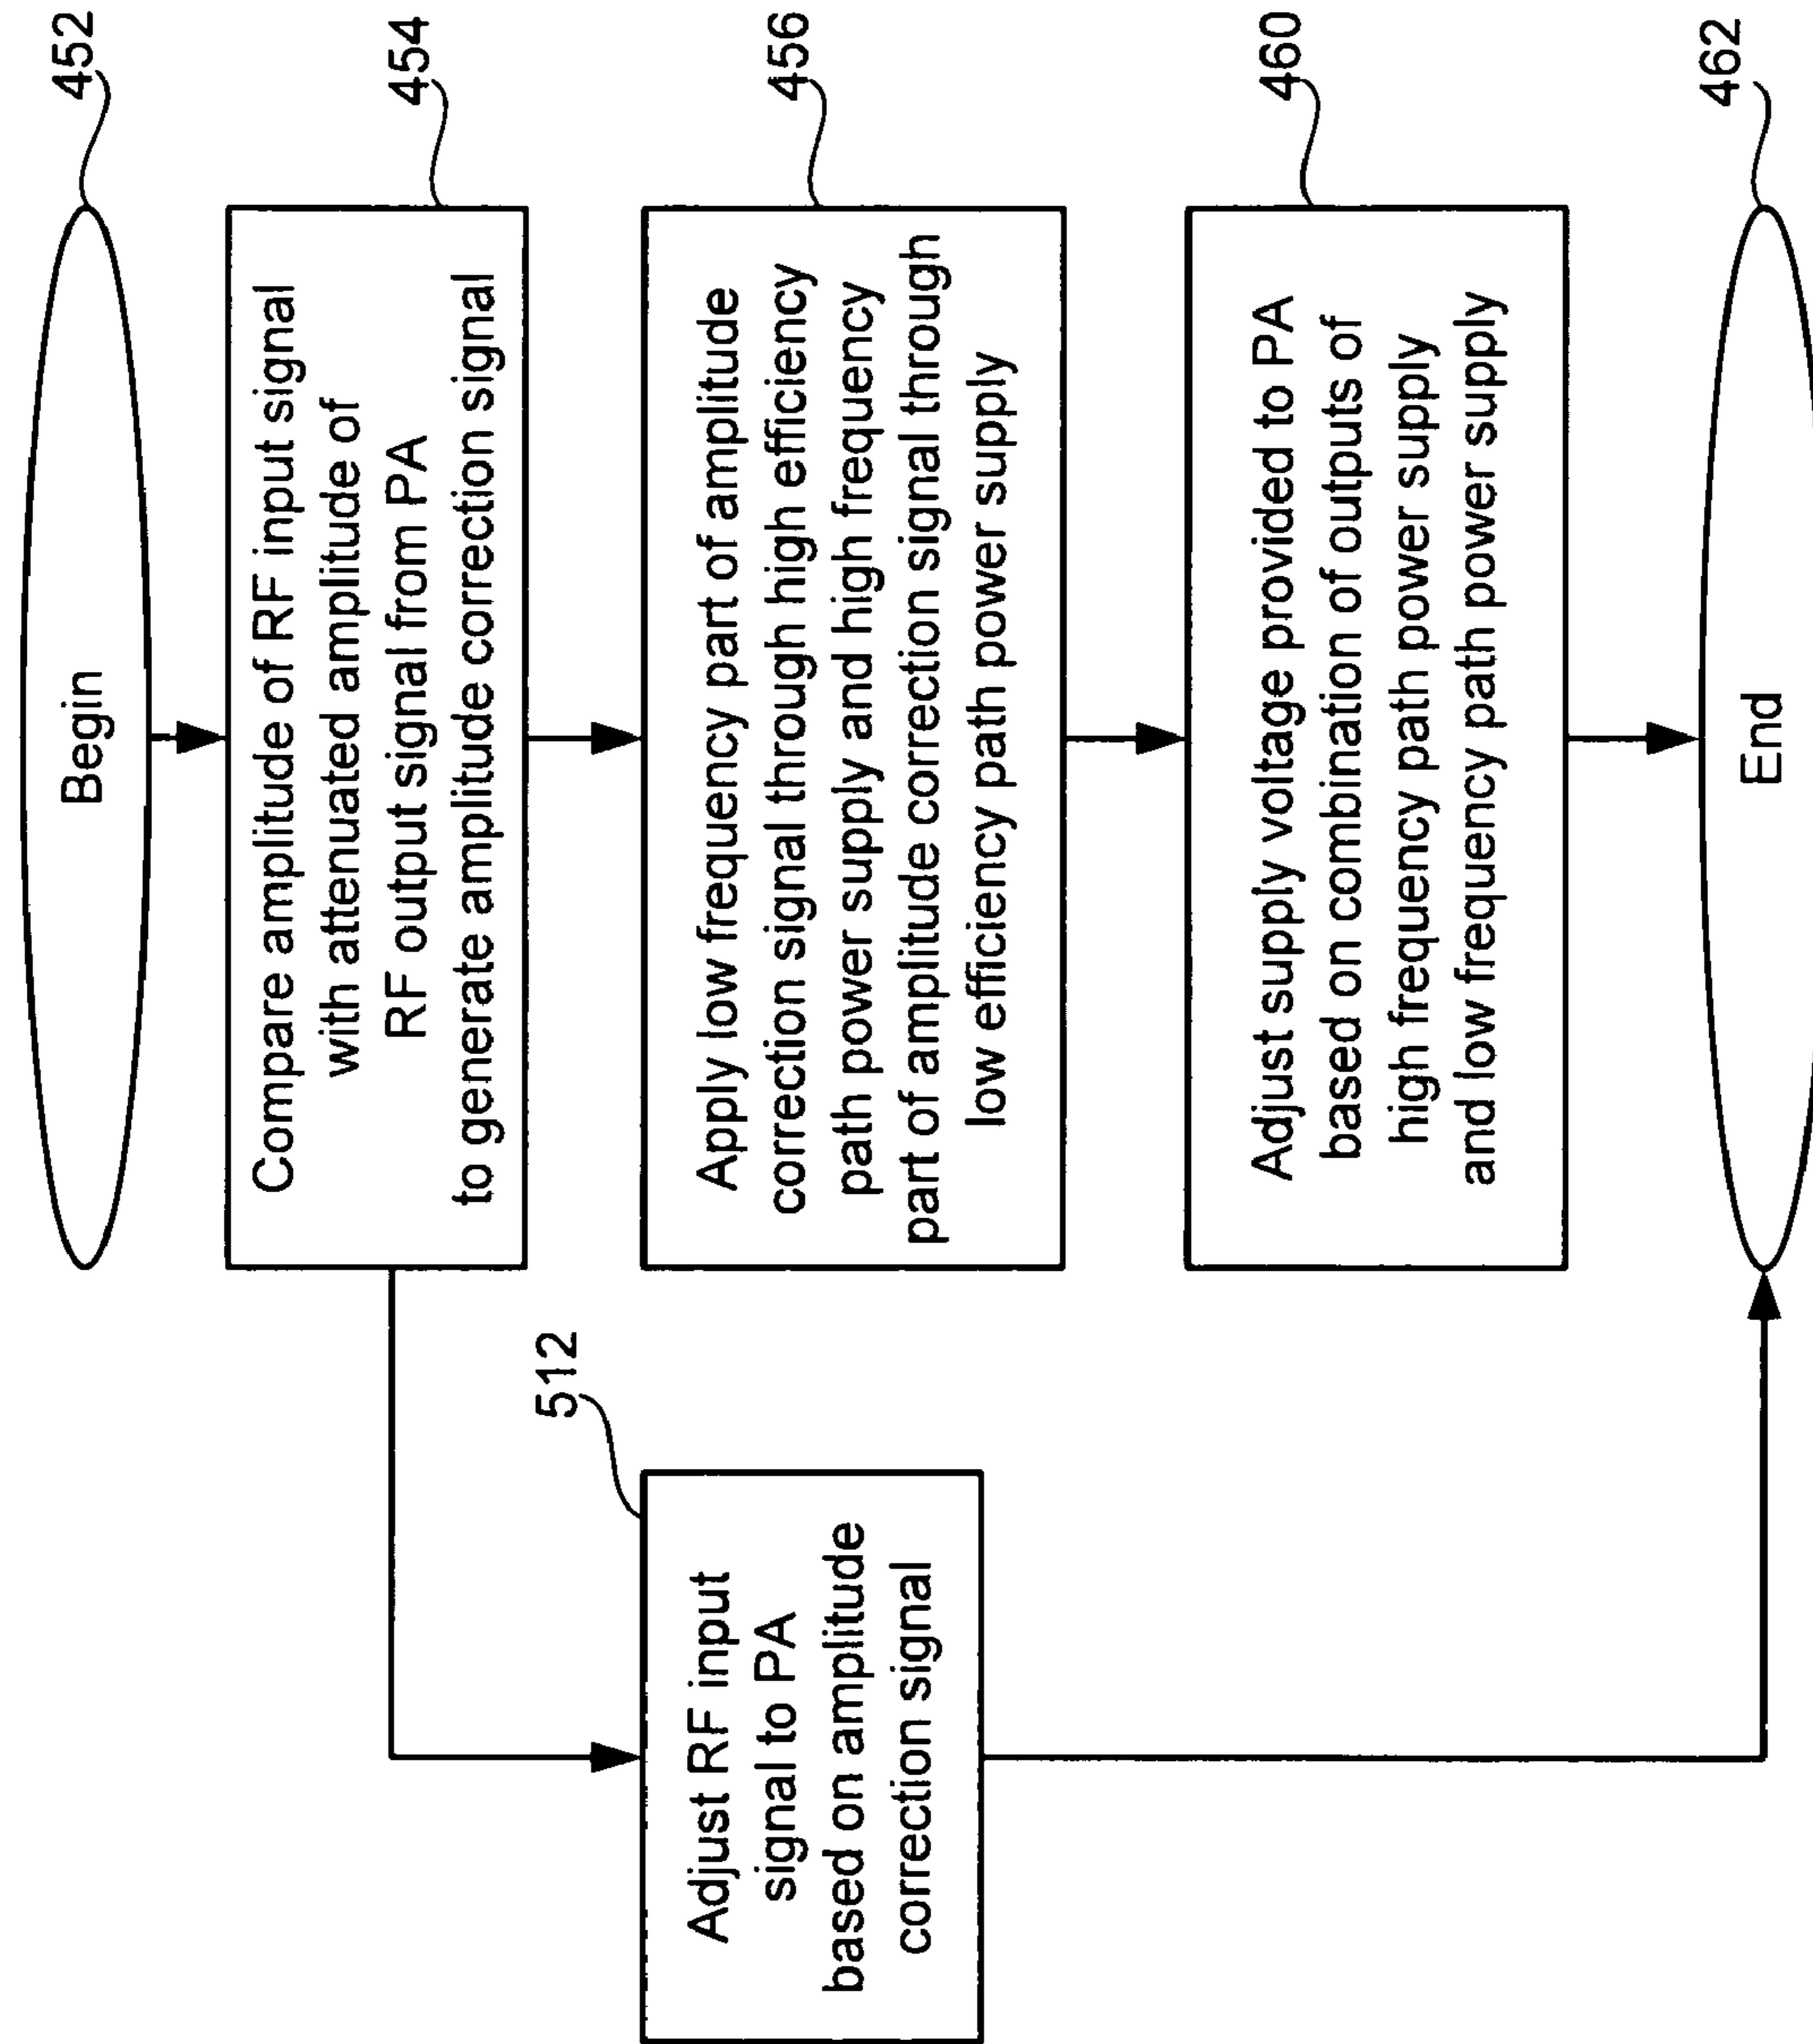 Begin
452
Compare amplitude of RF input signal
with attenuated amplitude of
RF output signal from PA
to generate amplitude correction signal
454
512
Adjust RF input
signal to PA
based on amplitude
correction signal
Apply low frequency part of amplitude
correction signal through high efficiency
path power supply and high frequency
part of amplitude correction signal through
low efficiency path power supply
456
Adjust supply voltage provided to PA
based on combination of outputs of
high frequency path power supply
and low frequency path power supply
460
End
462